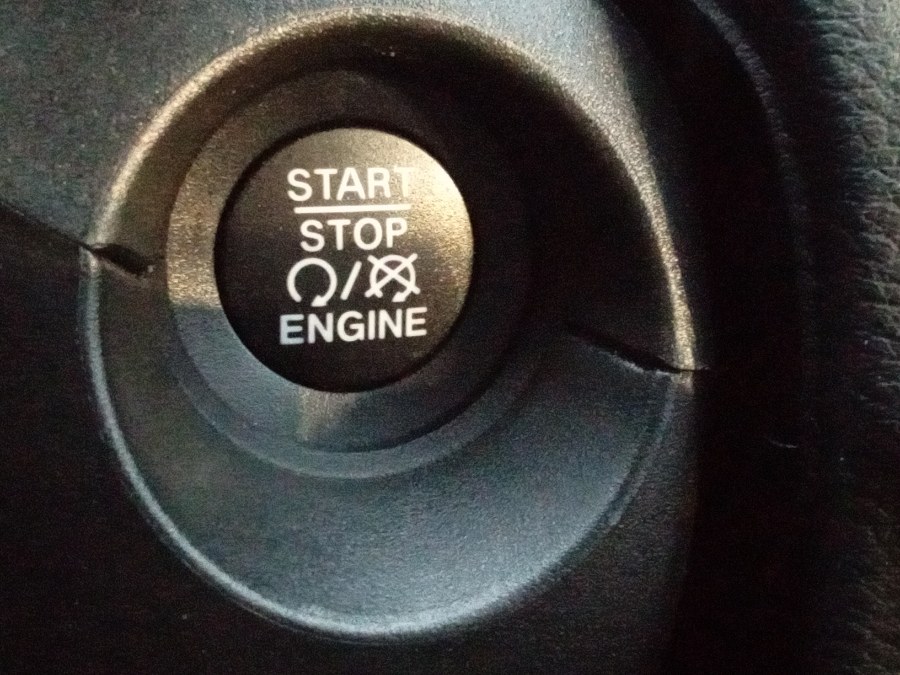 START
STOP
/
ENGINE